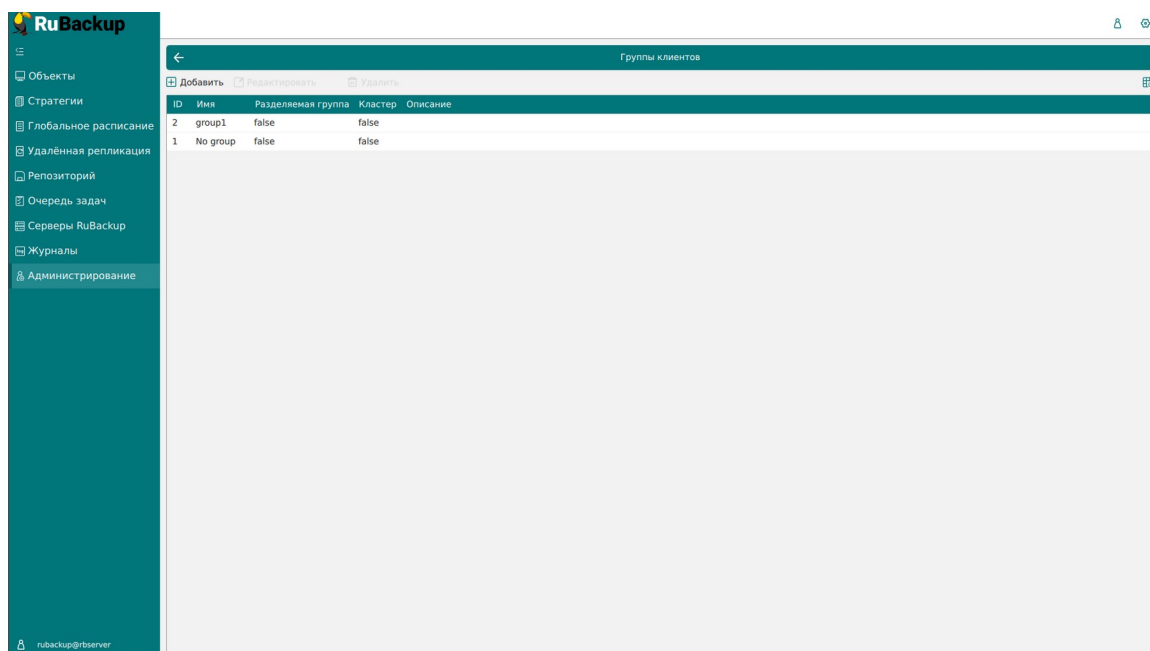 RuBackup
Группы клиентов
Объекты
Стратегии
Глобальное расписание
Удалённая репликация
Репозиторий
Очередь задач
Серверы RuBackup
Журналы
Администрирование
Добавить Редактировать Удалить
ID Имя Разделяемая группа Кластер Описание
2 group1 false false
1 No group false false
rubackup@rbserver